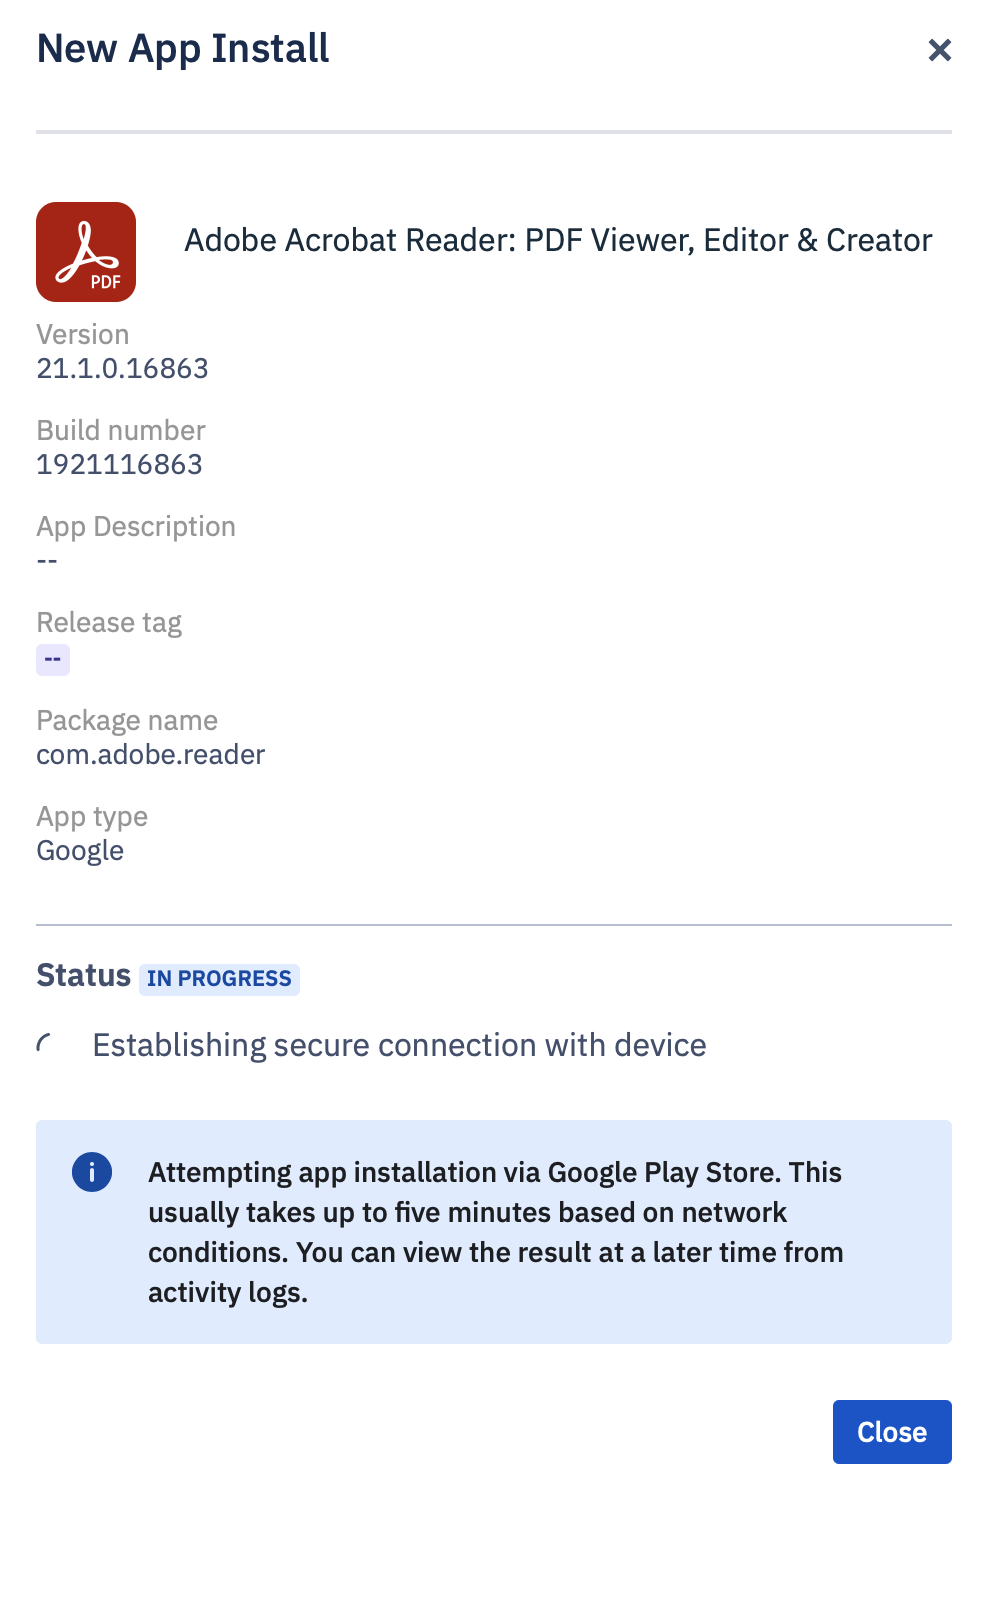 New App Install
Adobe Acrobat Reader: PDF Viewer, Editor & Creator
PDF
Version
21.1.0.16863
Build number
1921116863
App Description
--
Release tag
--
Package name
com.adobe.reader
App type
Google
Status IN PROGRESS
Establishing secure connection with device
Attempting app installation via Google Play Store. This
usually takes up to five minutes based on network
conditions. You can view the result at a later time from
activity logs.
Close